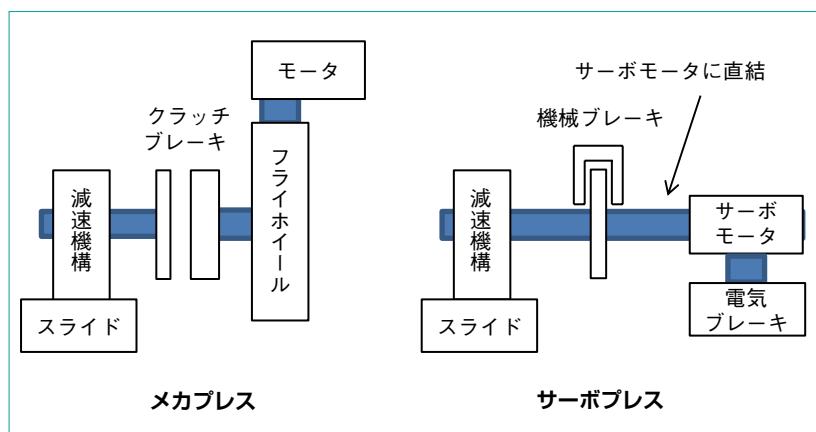 モータ
クラッチ
ブレーキ
フライホイール
減速機構
スライド
メカプレス
サーボモータに直結
機械ブレーキ
減速機構
サーボ
モータ
電気
ブレーキ
スライド
サーボプレス